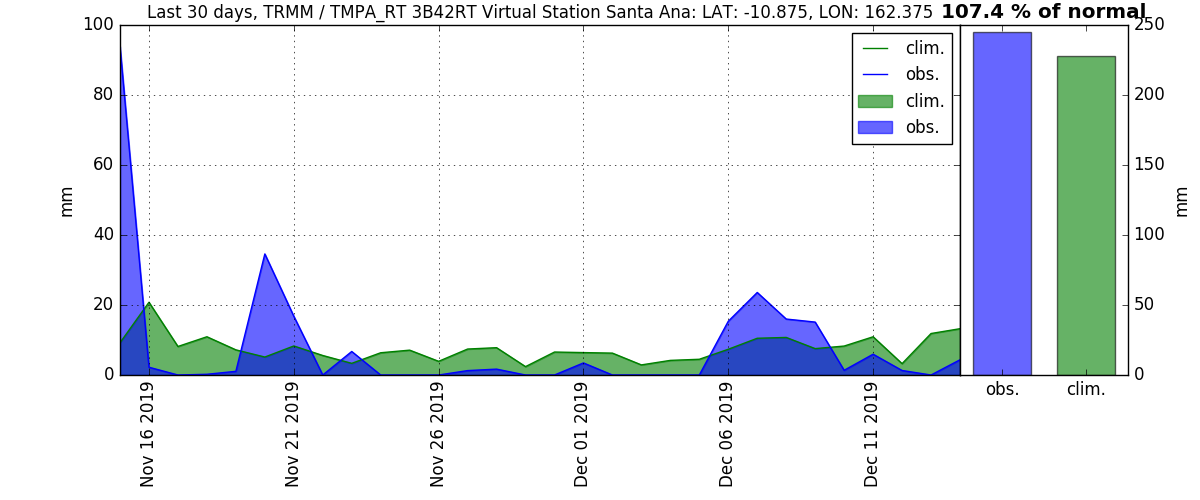 Last 30 days, TRMM / TMPA_RT 3B42RT Virtual Station Santa Ana: LAT: -10.875, LON: 162.375 107.4 % of normal
100
80
60
40
20
0
mm
clim.
obs.
clim.
obs.
Nov 16 2019
Nov 21 2019
Nov 26 2019
Dec 01 2019
Dec 06 2019
Dec 11 2019
250
200
150
100
50
0
mm
obs. clim.